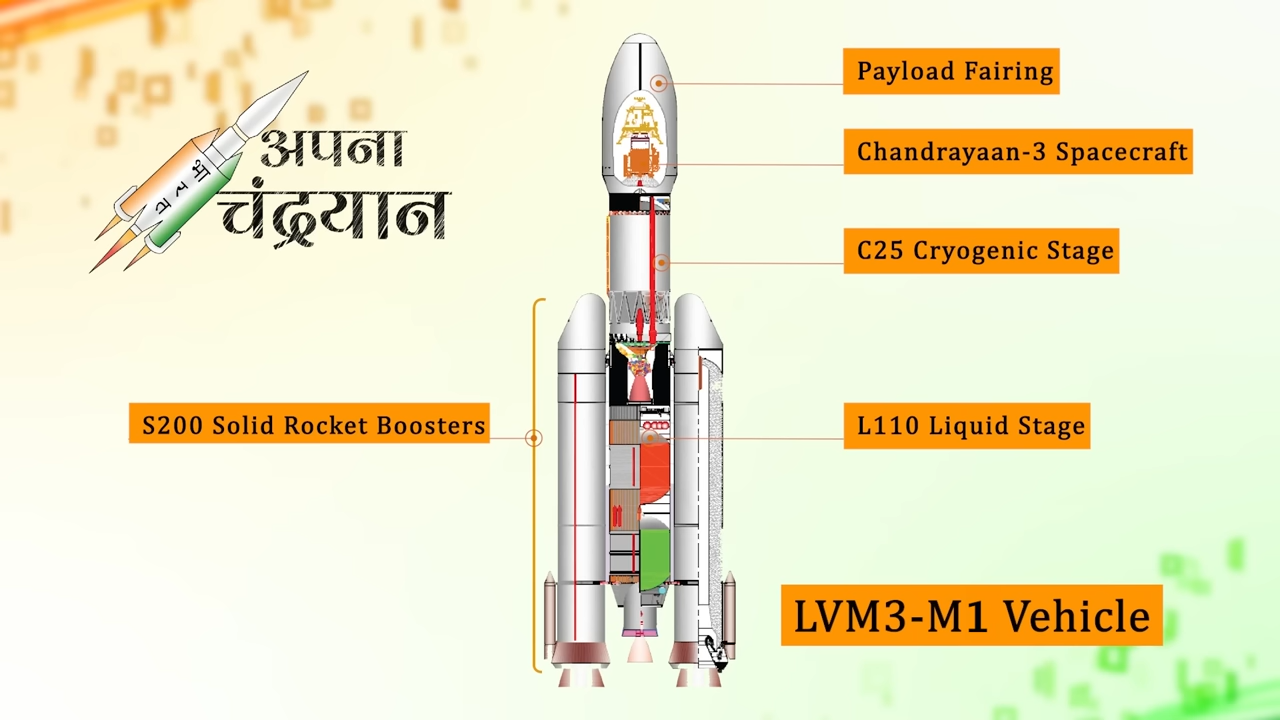 अपना
चंद्रयान
भारत
Payload Fairing
Chandrayaan-3 Spacecraft
C25 Cryogenic Stage
S200 Solid Rocket Boosters
L110 Liquid Stage
LVM3-M1 Vehicle